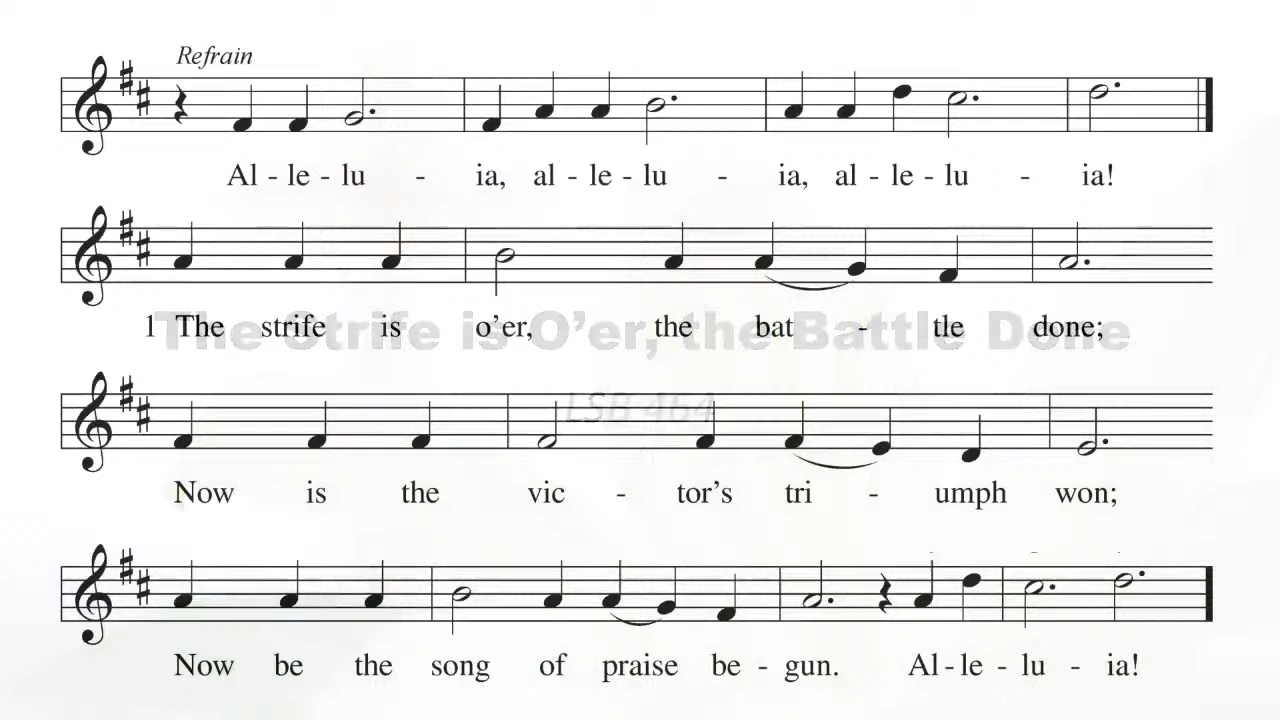 Refrain
Al - le - lu - ia, al - le - lu - ia, al - le - lu - ia!
1 The strife is o’er, the bat - tle done;
The Strife is O’er, the Battle Done
LSB 464
Now is the vic - tor’s tri - umph won;
Now be the song of praise be - gun. Al - le - lu - ia!